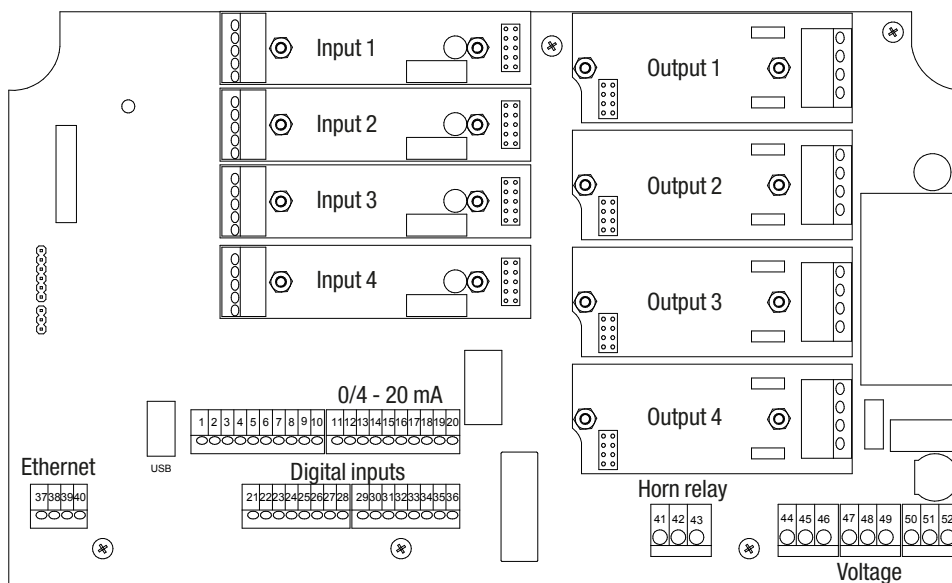 Input 1
Output 1
Input 2
Output 2
Input 3
Output 3
Input 4
Output 4
0/4 - 20 mA
1 2 3 4 5 6 7 8 9 10 11 12 13 14 15 16 17 18 19 20
USB
Ethernet
Digital inputs
Horn relay
37 38 39 40
21 22 23 24 25 26 27 28 29 30 31 32 33 34 35 36
41 42 43
44 45 46 47 48 49 50 51 52
Voltage